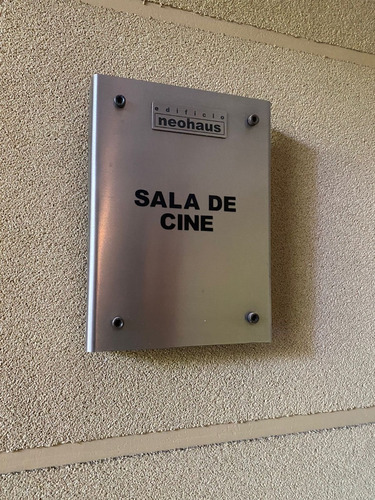 edificio
neohaus
SALA DE
CINE